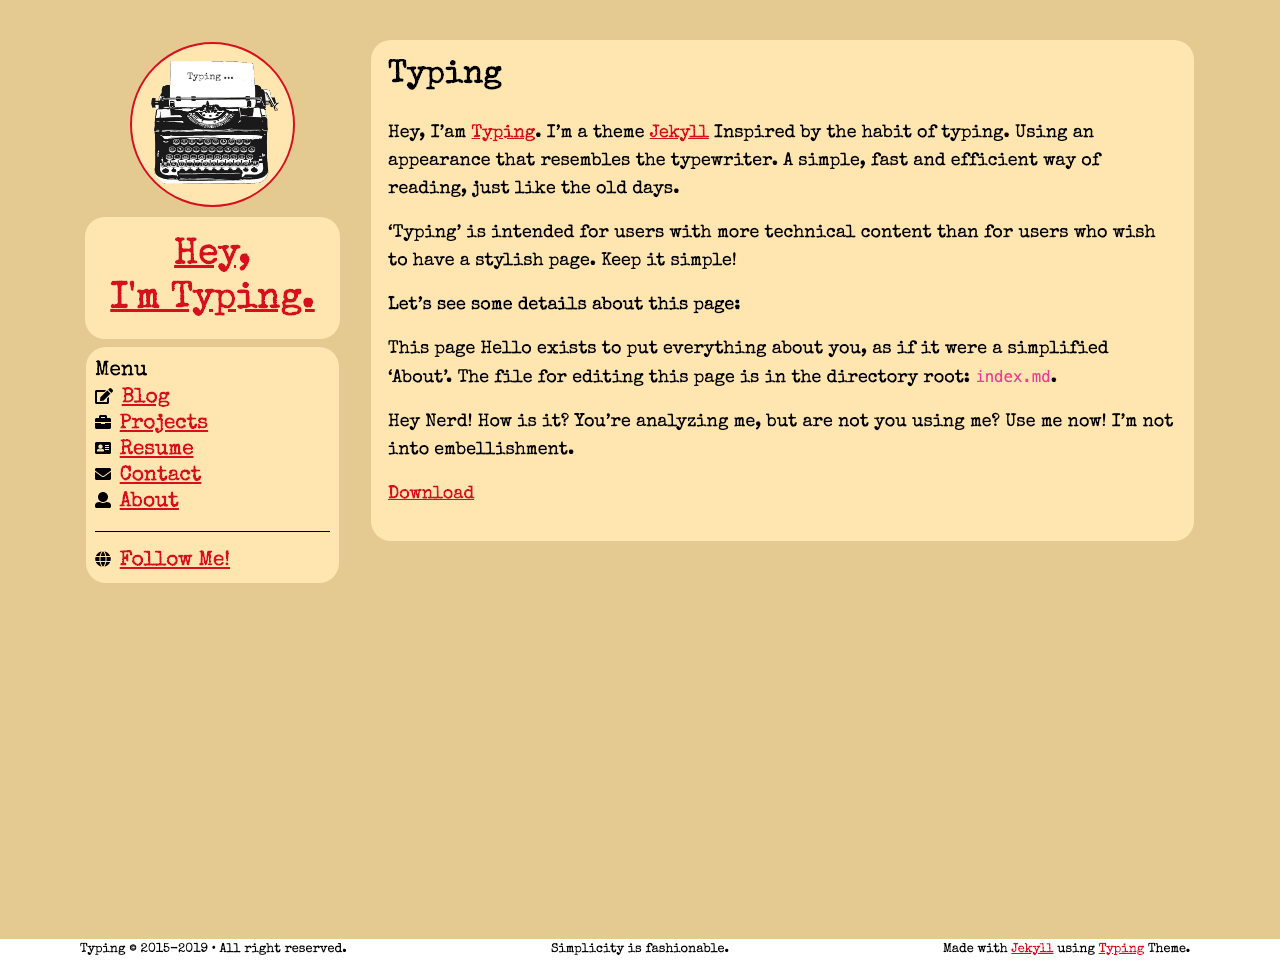 Typing ...
Hey,
I'm Typing.
Menu
Blog
Projects
Resume
Contact
About
Follow Me!
Typing
Hey, I’am Typing. I’m a theme Jekyll Inspired by the habit of typing. Using an
appearance that resembles the typewriter. A simple, fast and efficient way of
reading, just like the old days.
‘Typing’ is intended for users with more technical content than for users who wish
to have a stylish page. Keep it simple!
Let’s see some details about this page:
This page Hello exists to put everything about you, as if it were a simplified
‘About’. The file for editing this page is in the directory root: index.md.
Hey Nerd! How is it? You’re analyzing me, but are not you using me? Use me now! I’m not
into embellishment.
Download
Typing © 2015-2019 • All right reserved.
Simplicity is fashionable.
Made with Jekyll using Typing Theme.